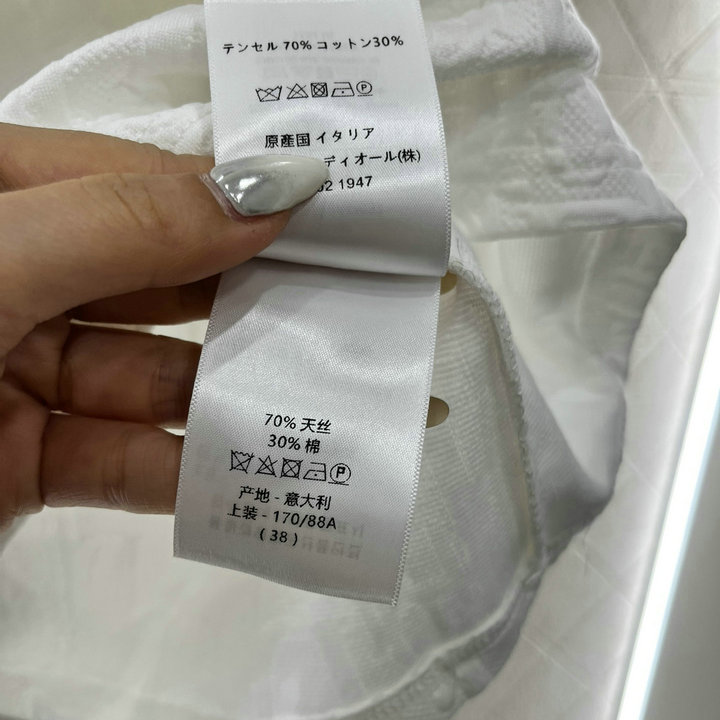 テンセル 70% コットン30%
原産国 イタリア
ディオール(株)
02 1947
70% 天丝
30% 棉
P
产地 - 意大利
上装 - 170/88A
( 38 )